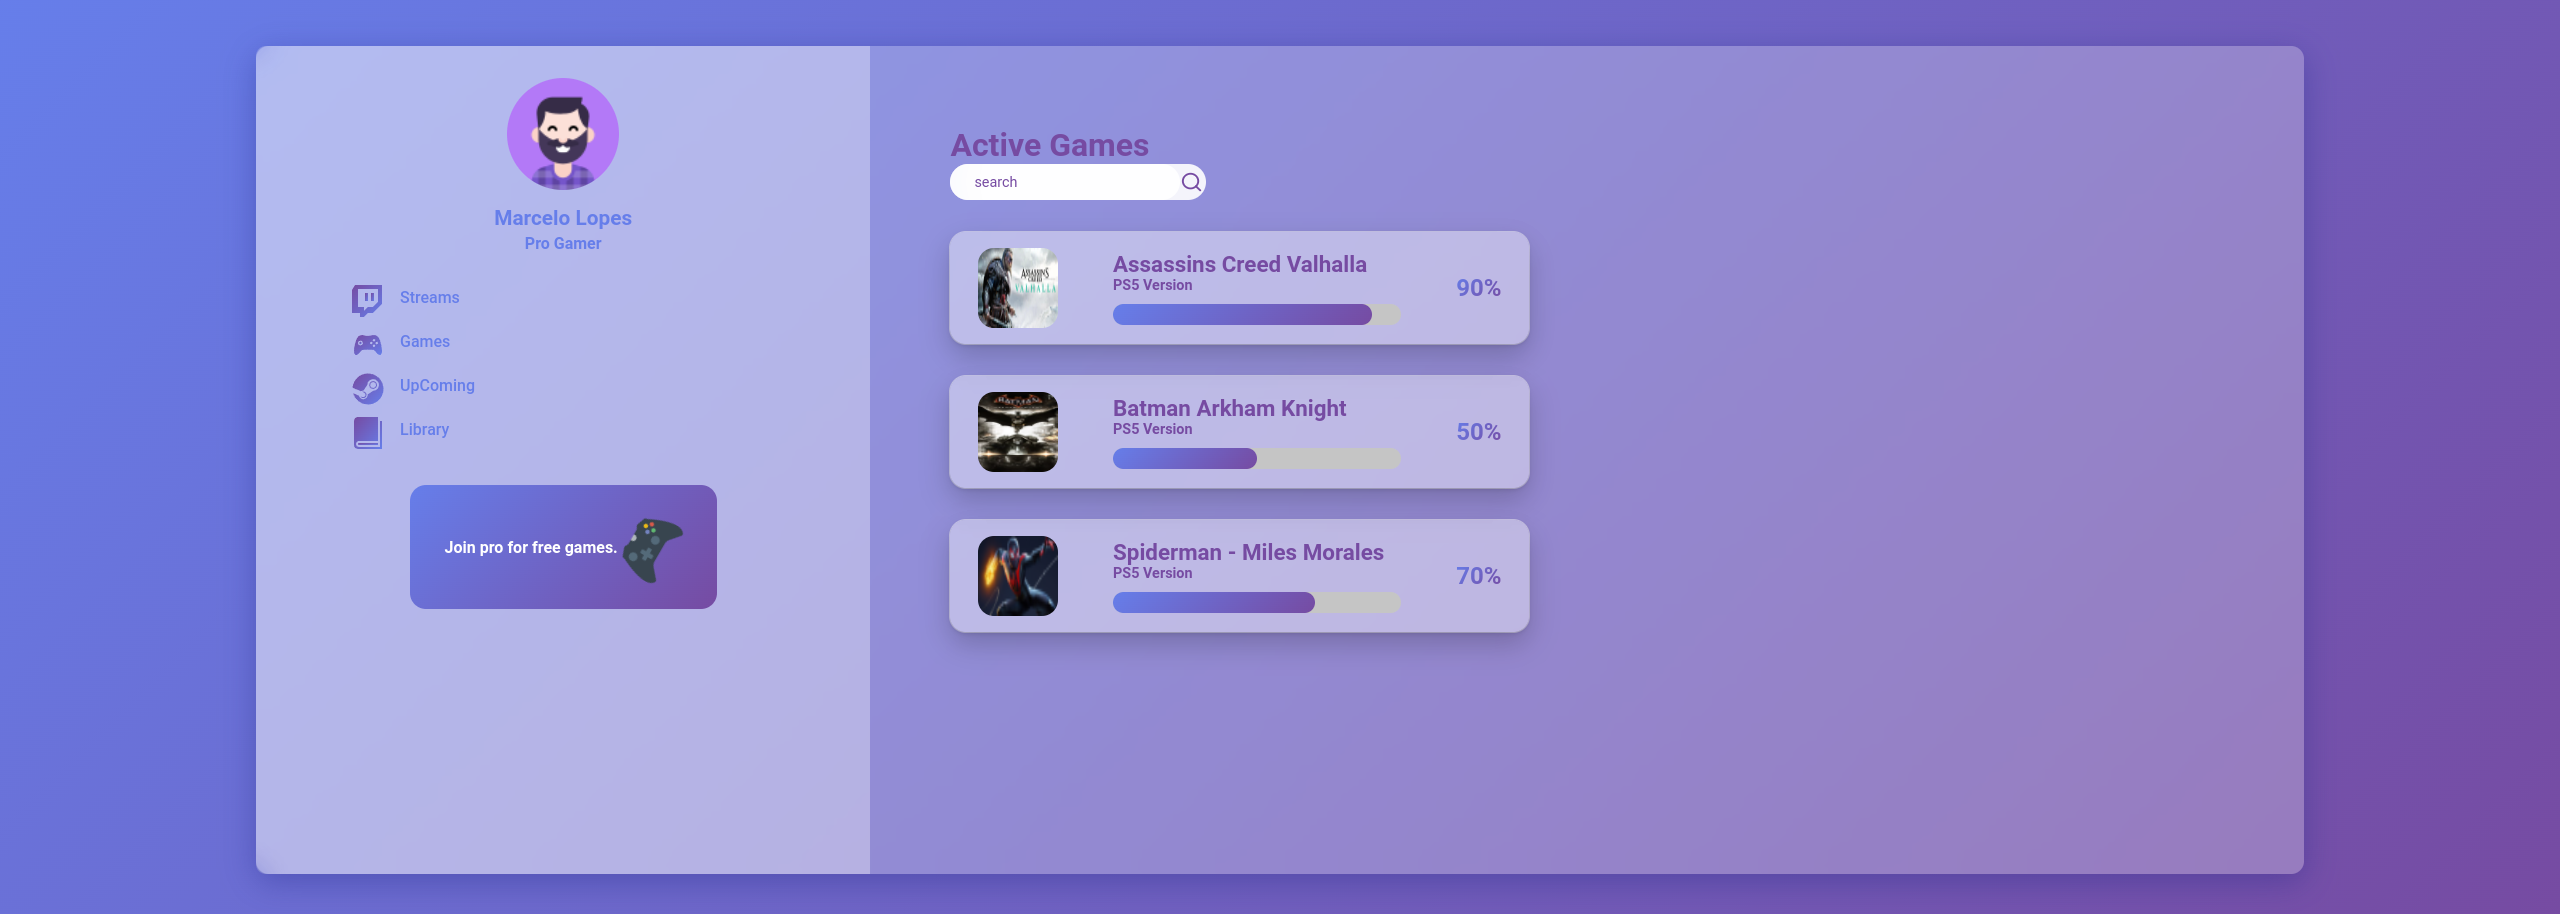 Marcelo Lopes
Pro Gamer
Streams
Games
UpComing
Library
Join pro for free games.
Active Games
search
ASSASSIN'S
CREED
VALHALLA
Assassins Creed Valhalla
PS5 Version
90%
BATMAN
Batman Arkham Knight
PS5 Version
50%
Spiderman - Miles Morales
PS5 Version
70%